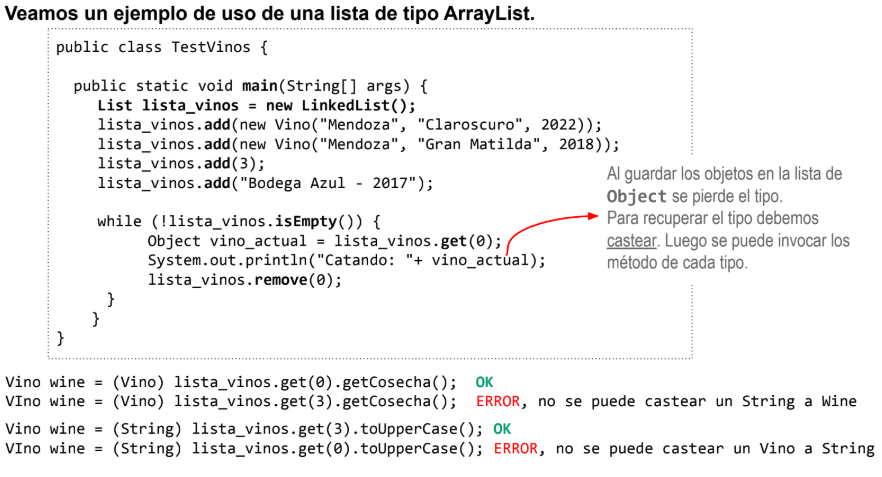 Veamos un ejemplo de uso de una lista de tipo ArrayList.
public class TestVinos {
public static void main(String[] args) {
List lista_vinos = new LinkedList();
lista_vinos.add(new Vino("Mendoza", "Claroscuro", 2022));
lista_vinos.add(new Vino("Mendoza", "Gran Matilda", 2018));
lista_vinos.add(3);
lista_vinos.add("Bodega Azul - 2017");
while (!lista_vinos.isEmpty()) {
Object vino_actual = lista_vinos.get(0);
System.out.println("Catando: "+ vino_actual);
lista_vinos.remove(0);
}
}
}
Al guardar los objetos en la lista de
Object se pierde el tipo.
Para recuperar el tipo debemos
castear. Luego se puede invocar los
método de cada tipo.
Vino wine = (Vino) lista_vinos.get(0).getCosecha(); OK
VIno wine = (Vino) lista_vinos.get(3).getCosecha(); ERROR, no se puede castear un String a Wine
Vino wine = (String) lista_vinos.get(3).toUpperCase(); OK
VIno wine = (String) lista_vinos.get(0).toUpperCase(); ERROR, no se puede castear un Vino a String